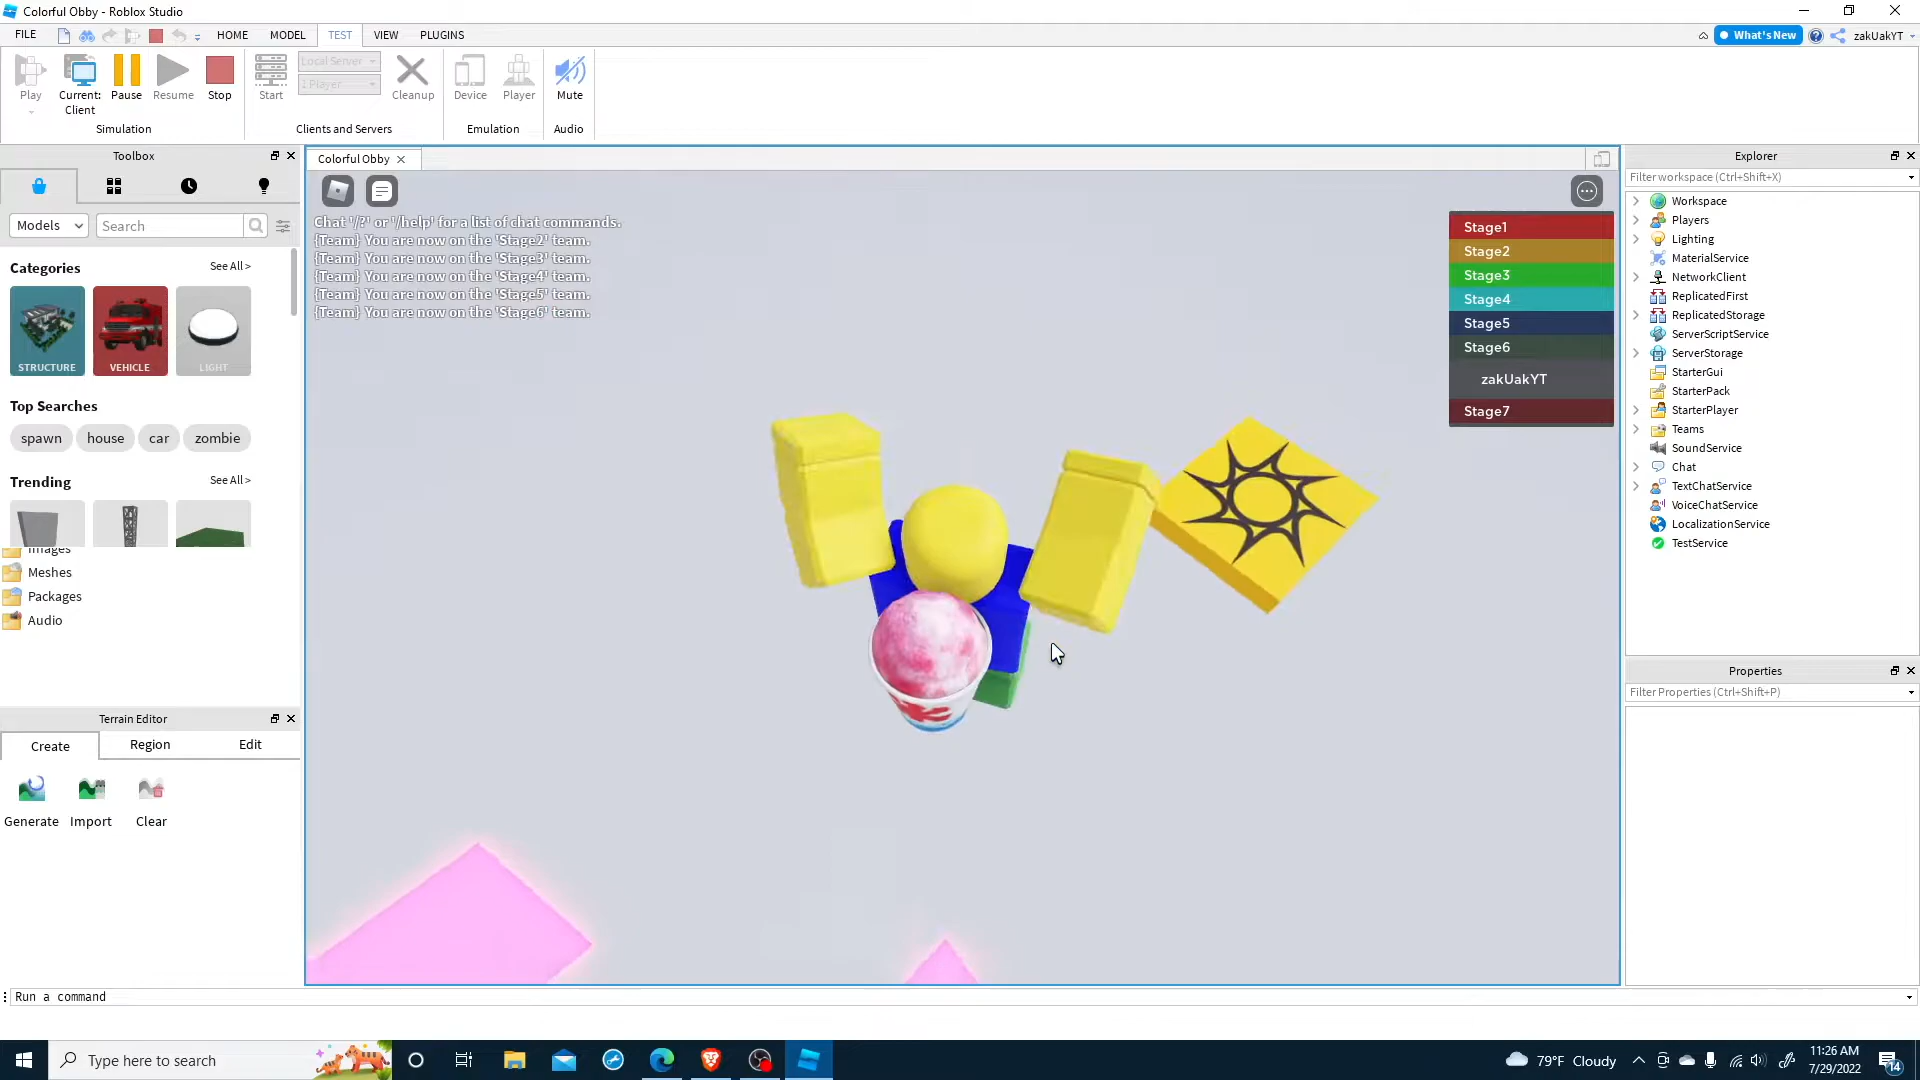 Colorful Obby - Roblox Studio
FILE HOME MODEL TEST VIEW PLUGINS What's New zakUakYT
Play Current: Client Pause Resume Stop Start Local Server 1 Player Cleanup Device Player Mute
Simulation Clients and Servers Emulation Audio
Toolbox
Models Search
Categories See All >
STRUCTURE VEHICLE LIGHT
Top Searches
spawn house car zombie
Trending See All >
Images
Meshes
Packages
Audio
Terrain Editor
Create Region Edit
Generate Import Clear
Colorful Obby
Chat '/?' or '/help' for a list of chat commands.
{Team} You are now on the 'Stage2' team.
{Team} You are now on the 'Stage3' team.
{Team} You are now on the 'Stage4' team.
{Team} You are now on the 'Stage5' team.
{Team} You are now on the 'Stage6' team.
Stage1
Stage2
Stage3
Stage4
Stage5
Stage6
zakUakYT
Stage7
Explorer
Filter workspace (Ctrl+Shift+X)
Workspace
Players
Lighting
MaterialService
NetworkClient
ReplicatedFirst
ReplicatedStorage
ServerScriptService
ServerStorage
StarterGui
StarterPack
StarterPlayer
Teams
SoundService
Chat
TextChatService
VoiceChatService
LocalizationService
TestService
Properties
Filter Properties (Ctrl+Shift+P)
Run a command
Type here to search
79°F Cloudy
11:26 AM
7/29/2022
14